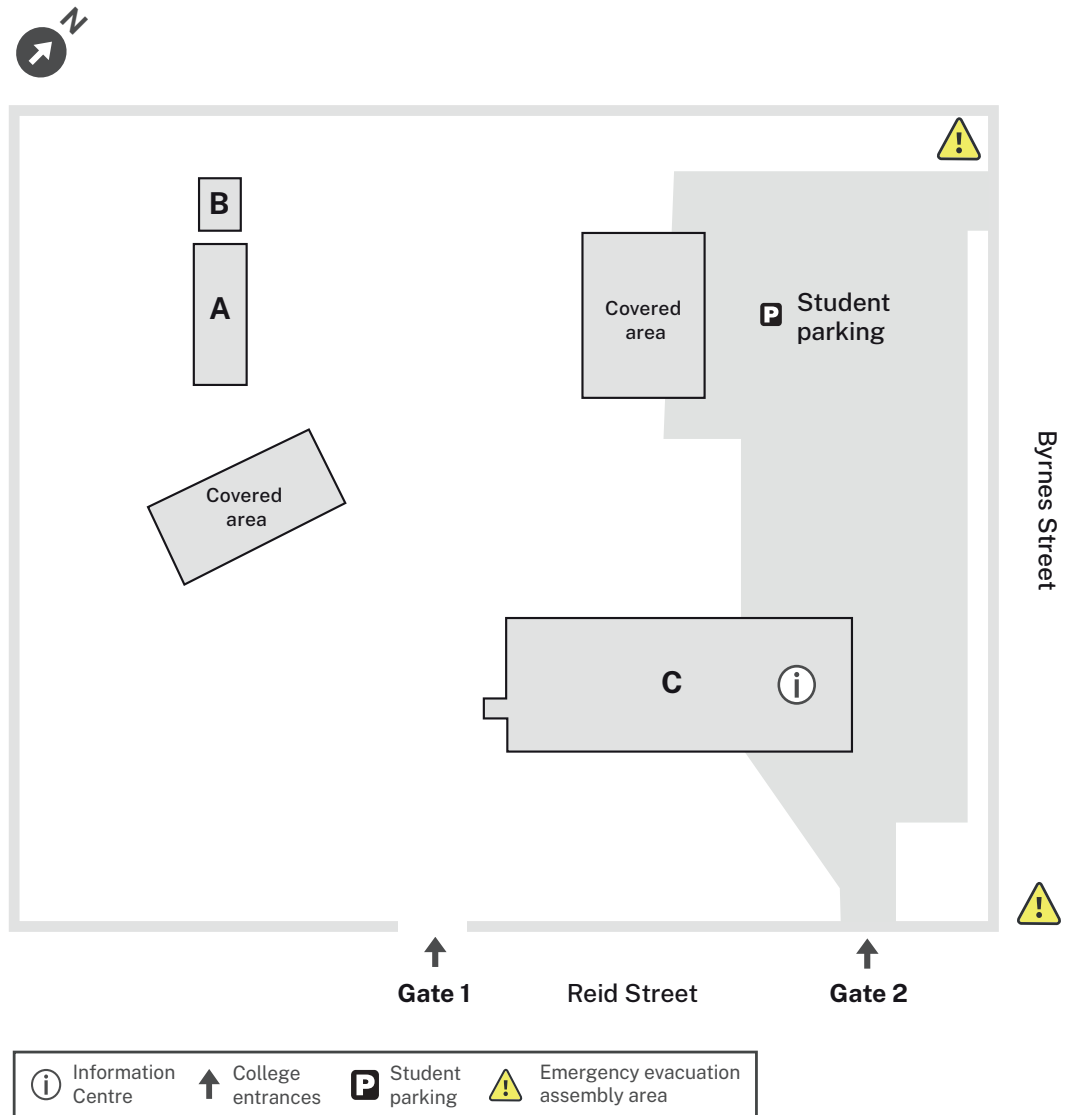 N
B
A
Covered
area
P
Student
parking
Covered
area
Byrnes Street
C
i
Gate 1
Reid Street
Gate 2
i
Information
Centre
College
entrances
P
Student
parking
Emergency evacuation
assembly area